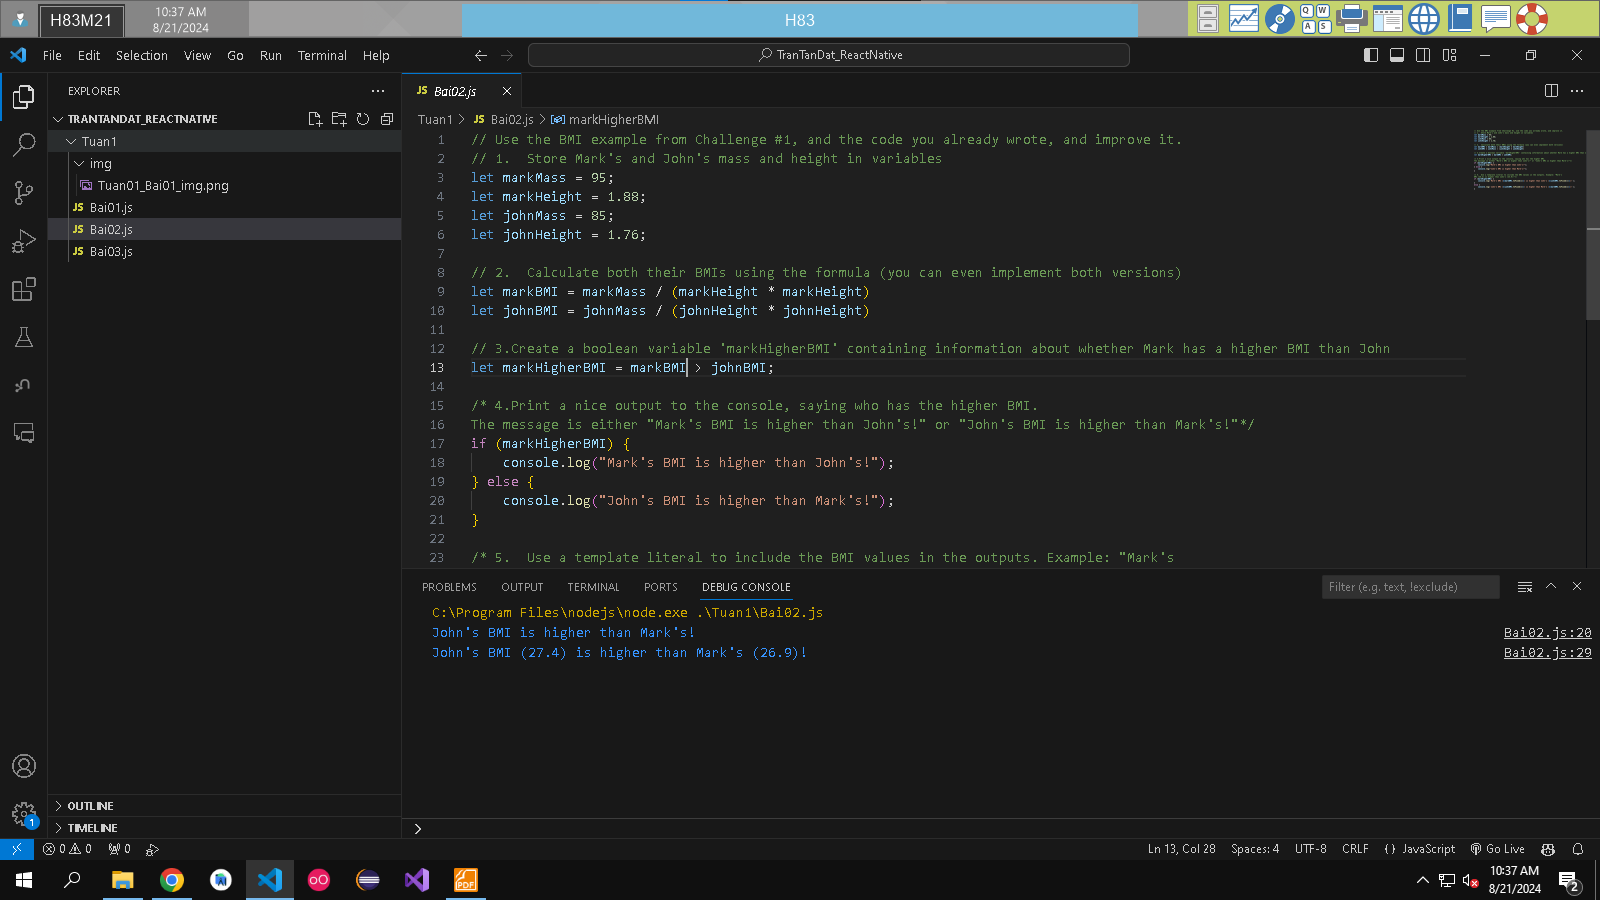 H83M21
10:37 AM
8/21/2024
H83
Q W
A S
File Edit Selection View Go Run Terminal Help
TranTanDat_ReactNative
EXPLORER
TRANTANDAT_REACTNATIVE
Tuan1
img
Tuan01_Bai01_img.png
JS Bai01.js
JS Bai02.js
JS Bai03.js
OUTLINE
TIMELINE
JS Bai02.js
Tuan1 > JS Bai02.js > markHigherBMI
1 // Use the BMI example from Challenge #1, and the code you already wrote, and improve it.
2 // 1.  Store Mark's and John's mass and height in variables
3 let markMass = 95;
4 let markHeight = 1.88;
5 let johnMass = 85;
6 let johnHeight = 1.76;
7
8 // 2.  Calculate both their BMIs using the formula (you can even implement both versions)
9 let markBMI = markMass / (markHeight * markHeight)
10 let johnBMI = johnMass / (johnHeight * johnHeight)
11
12 // 3.Create a boolean variable 'markHigherBMI' containing information about whether Mark has a higher BMI than John
13 let markHigherBMI = markBMI > johnBMI;
14
15 /* 4.Print a nice output to the console, saying who has the higher BMI.
16 The message is either "Mark's BMI is higher than John's!" or "John's BMI is higher than Mark's!"*/
17 if (markHigherBMI) {
18     console.log("Mark's BMI is higher than John's!");
19 } else {
20     console.log("John's BMI is higher than Mark's!");
21 }
22
23 /* 5.  Use a template literal to include the BMI values in the outputs. Example: "Mark's
PROBLEMS OUTPUT TERMINAL PORTS DEBUG CONSOLE
Filter (e.g. text, !exclude)
C:\Program Files\nodejs\node.exe .\Tuan1\Bai02.js
John's BMI is higher than Mark's! Bai02.js:20
John's BMI (27.4) is higher than Mark's (26.9)! Bai02.js:29
1
0 0 0
Ln 13, Col 28 Spaces: 4 UTF-8 CRLF {} JavaScript Go Live
PDF
10:37 AM
8/21/2024
2